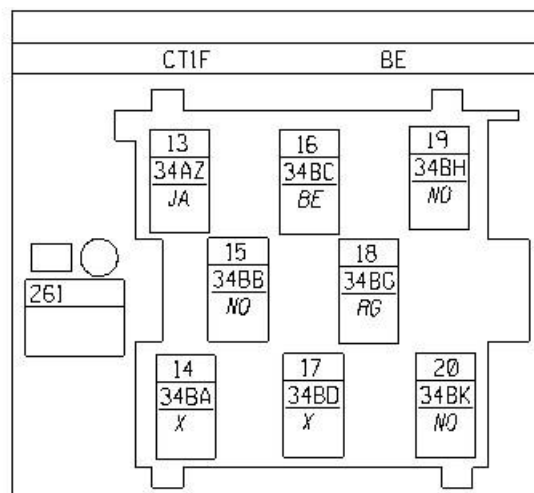 CT1F BE
13
34AZ
JA
16
34BC
BE
19
34BH
NO
15
34BB
NO
18
34BG
RG
261
14
34BA
X
17
34BD
X
20
34BK
NO